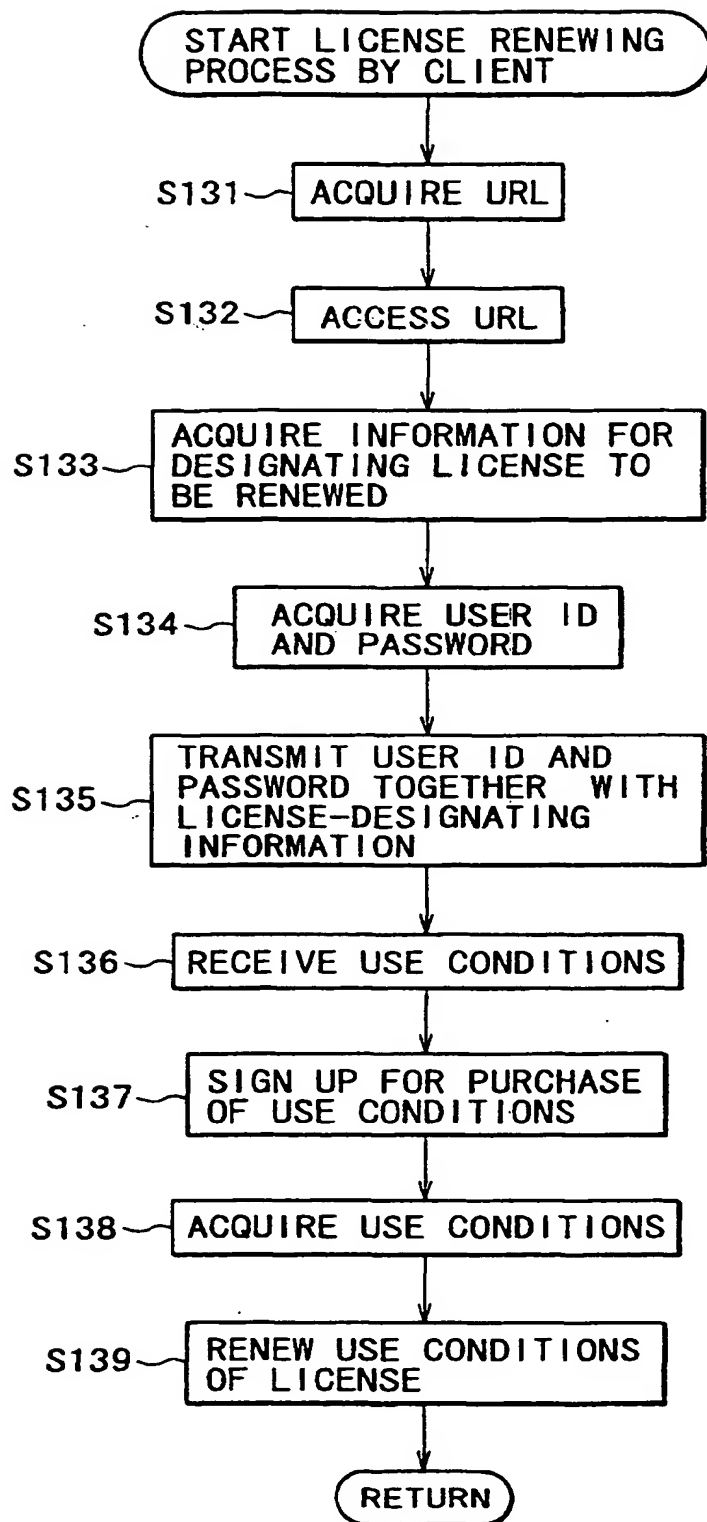 START LICENSE RENEWING
PROCESS BY CLIENT
S131
ACQUIRE URL
S132
ACCESS URL
S133
ACQUIRE INFORMATION FOR
DESIGNATING LICENSE TO
BE RENEWED
S134
ACQUIRE USER ID
AND PASSWORD
S135
TRANSMIT USER ID AND
PASSWORD TOGETHER WITH
LICENSE-DESIGNATING
INFORMATION
S136
RECEIVE USE CONDITIONS
S137
SIGN UP FOR PURCHASE
OF USE CONDITIONS
S138
ACQUIRE USE CONDITIONS
S139
RENEW USE CONDITIONS
OF LICENSE
RETURN